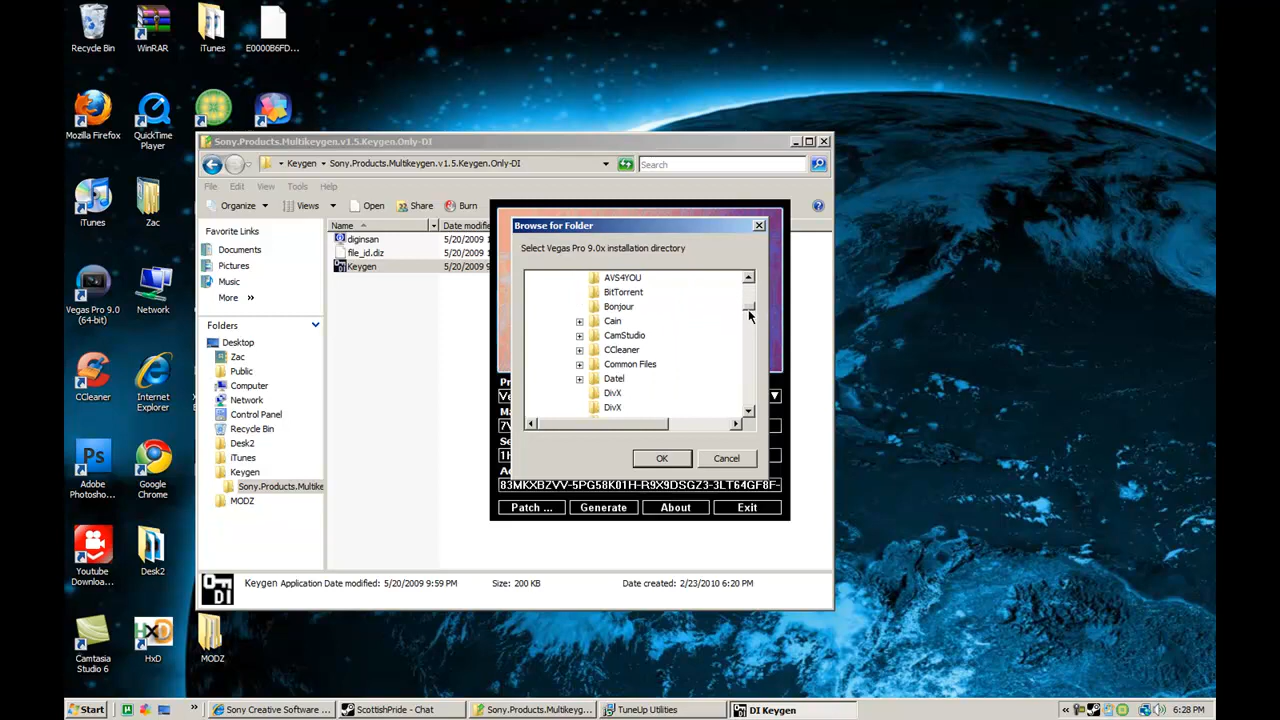 Recycle Bin
WinRAR
iTunes
E0000B6FD...
Mozilla Firefox
QuickTime Player
iTunes
Zac
Vegas Pro 9.0 (64-bit)
Network
CCleaner
Internet Explorer
Adobe Photosho...
Google Chrome
Youtube Downloa...
Desk2
Camtasia Studio 6
HxD
MODZ
Sony.Products.Multikeygen.v1.5.Keygen.Only-DI
Keygen Sony.Products.Multikeygen.v1.5.Keygen.Only-DI
Search
File Edit View Tools Help
Organize Views Open Share Burn
Favorite Links
Documents
Pictures
Music
More »
Folders
Desktop
Zac
Public
Computer
Network
Control Panel
Recycle Bin
Desk2
iTunes
Keygen
Sony.Products.Multike
MODZ
Name Date modifie
diginsan 5/20/2009 1
file_id.diz 5/20/2009 1
Keygen 5/20/2009 9
Browse for Folder
Select Vegas Pro 9.0x installation directory
AVS4YOU
BitTorrent
Bonjour
Cain
CamStudio
CCleaner
Common Files
Datel
DivX
DivX
OK Cancel
83MKXBZVV-5PG58K01H-R9X9DSGZ3-3LT64GF8F-
Patch ... Generate About Exit
Keygen Application Date modified: 5/20/2009 9:59 PM Size: 200 KB Date created: 2/23/2010 6:20 PM
Start » Sony Creative Software ... ScottishPride - Chat Sony.Products.Multikeyg... TuneUp Utilities DI Keygen « 6:28 PM